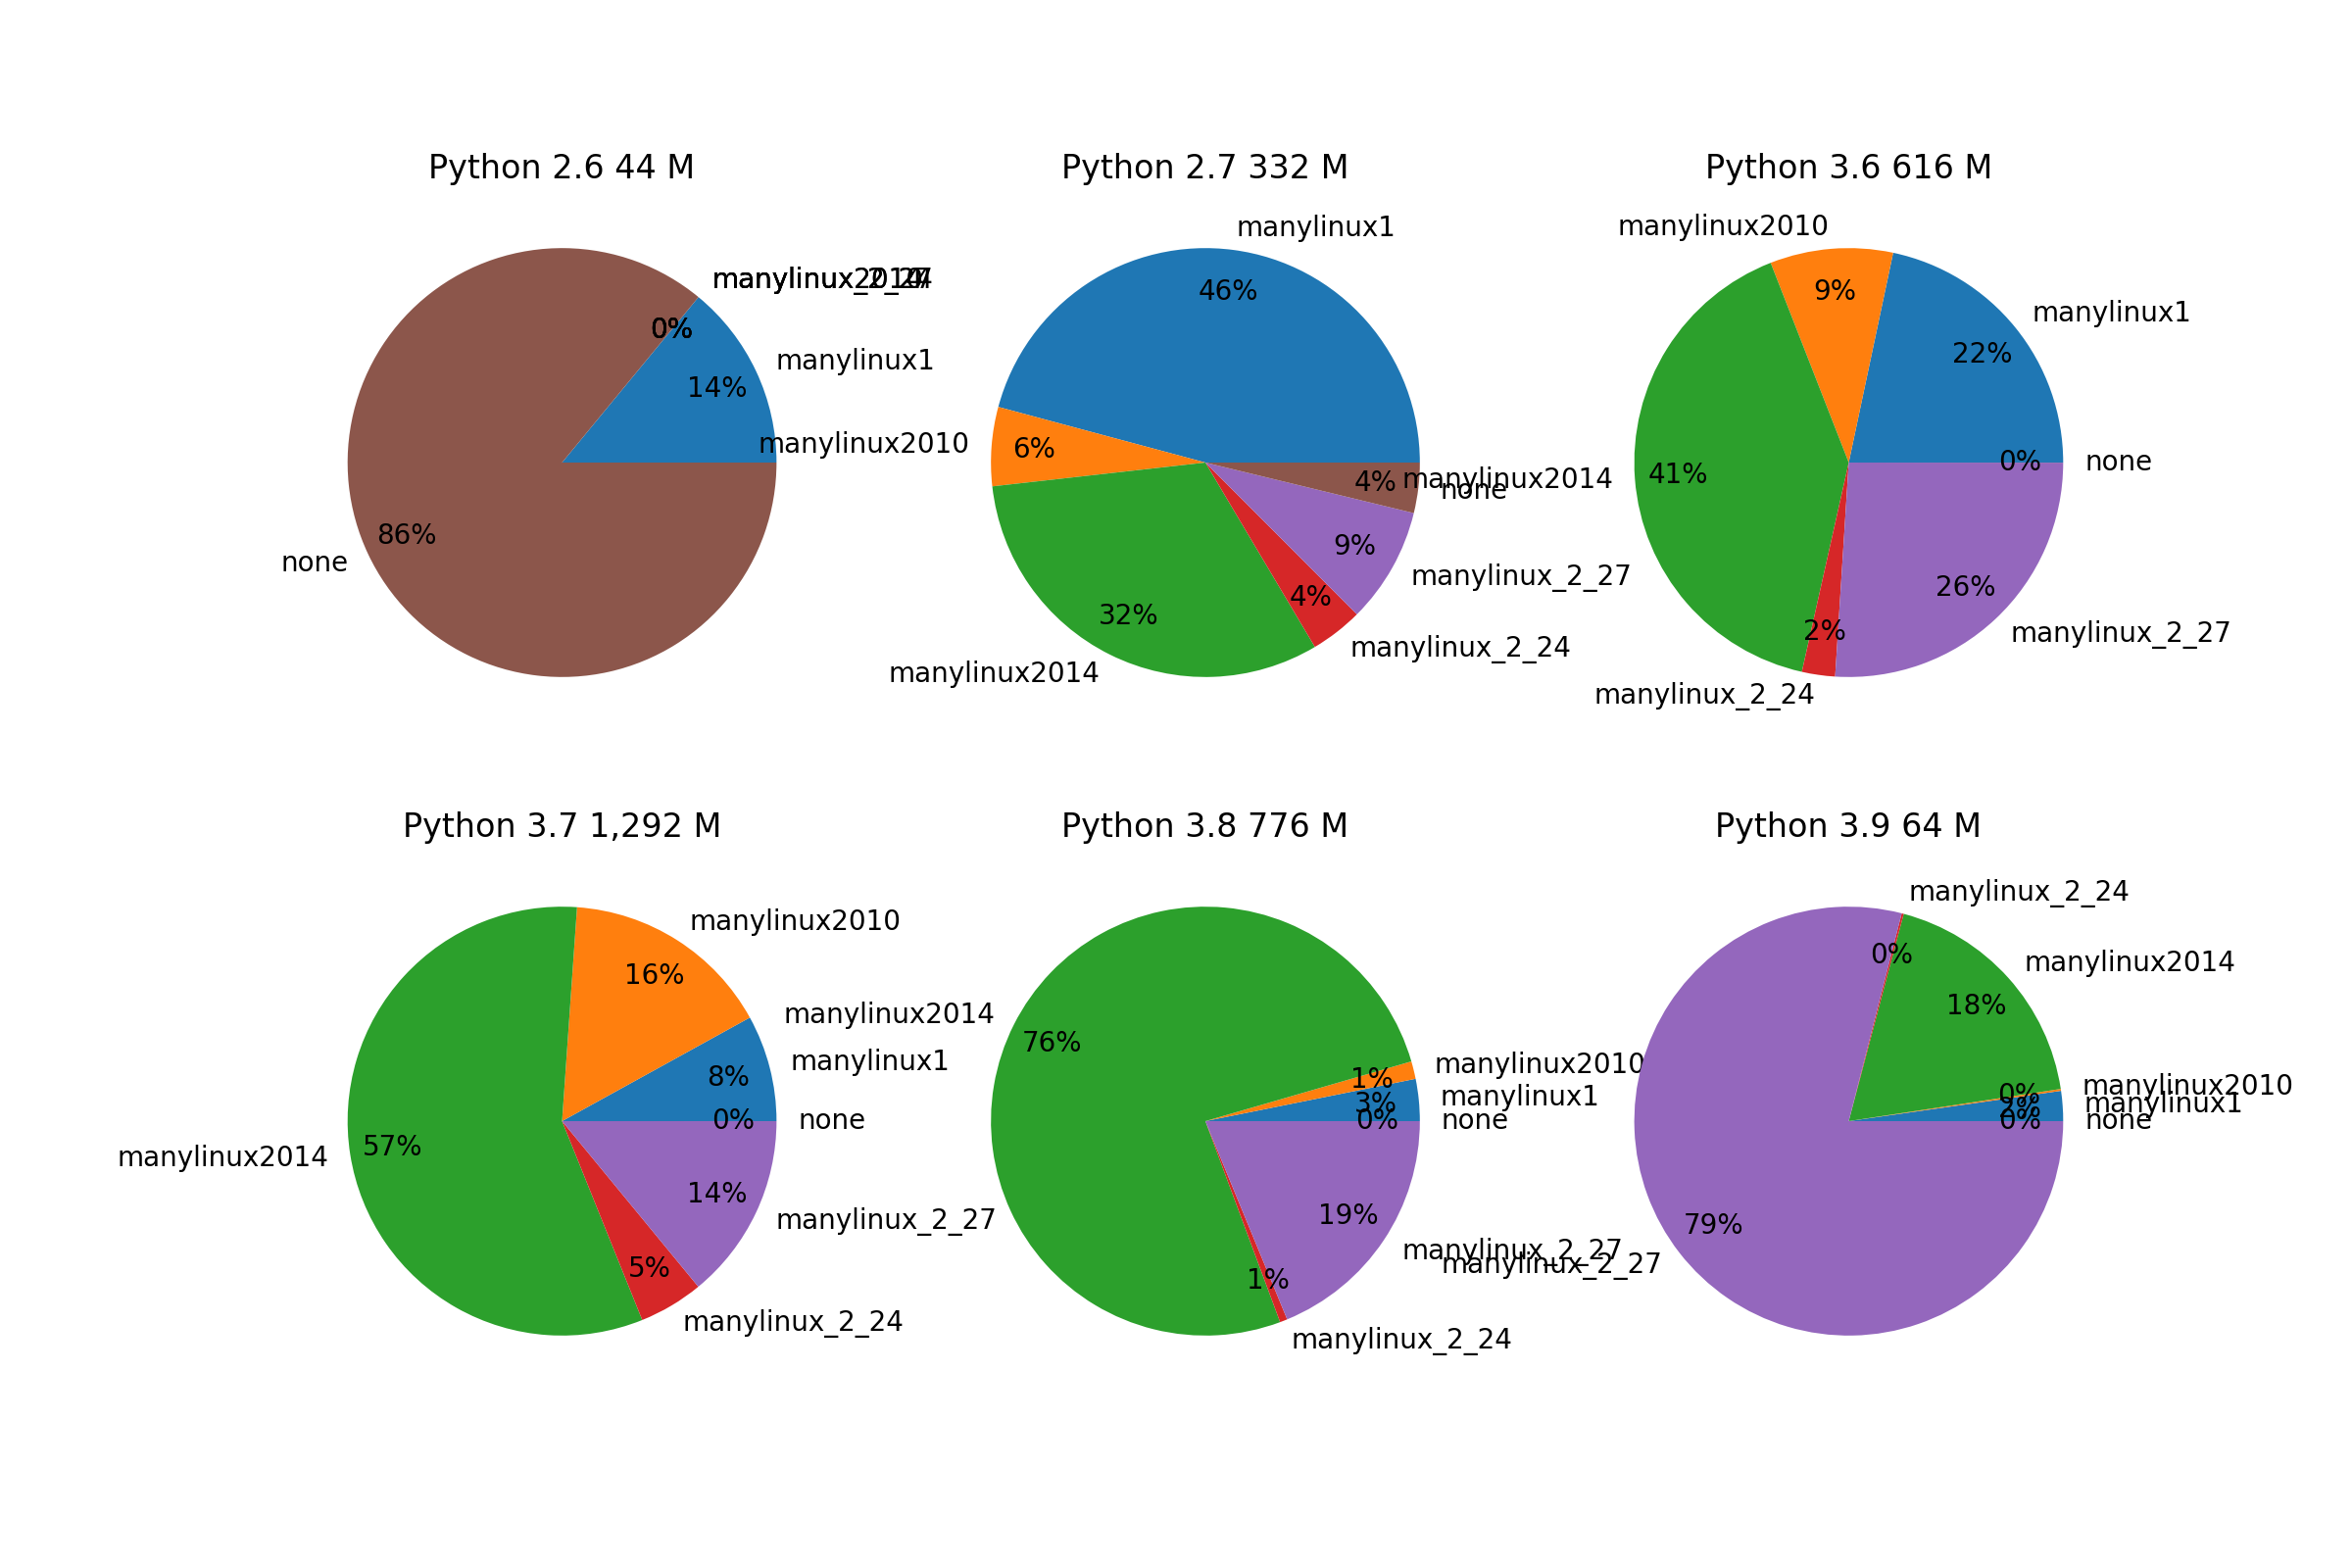 Python 2.6 44 M
manylinux1
14%
0%
none
86%
Python 2.7 332 M
manylinux1
46%
manylinux2010
6%
manylinux2014
32%
manylinux_2_24
4%
manylinux_2_27
9%
none
4%
Python 3.6 616 M
manylinux1
22%
manylinux2010
9%
manylinux2014
41%
manylinux_2_24
2%
manylinux_2_27
26%
none
0%
Python 3.7 1,292 M
manylinux1
8%
manylinux2010
16%
manylinux2014
57%
manylinux_2_24
5%
manylinux_2_27
14%
none
0%
Python 3.8 776 M
manylinux1
3%
manylinux2010
1%
manylinux2014
76%
manylinux_2_24
1%
manylinux_2_27
19%
none
0%
Python 3.9 64 M
manylinux1
2%
manylinux2010
0%
manylinux2014
18%
manylinux_2_24
0%
manylinux_2_27
79%
none
0%